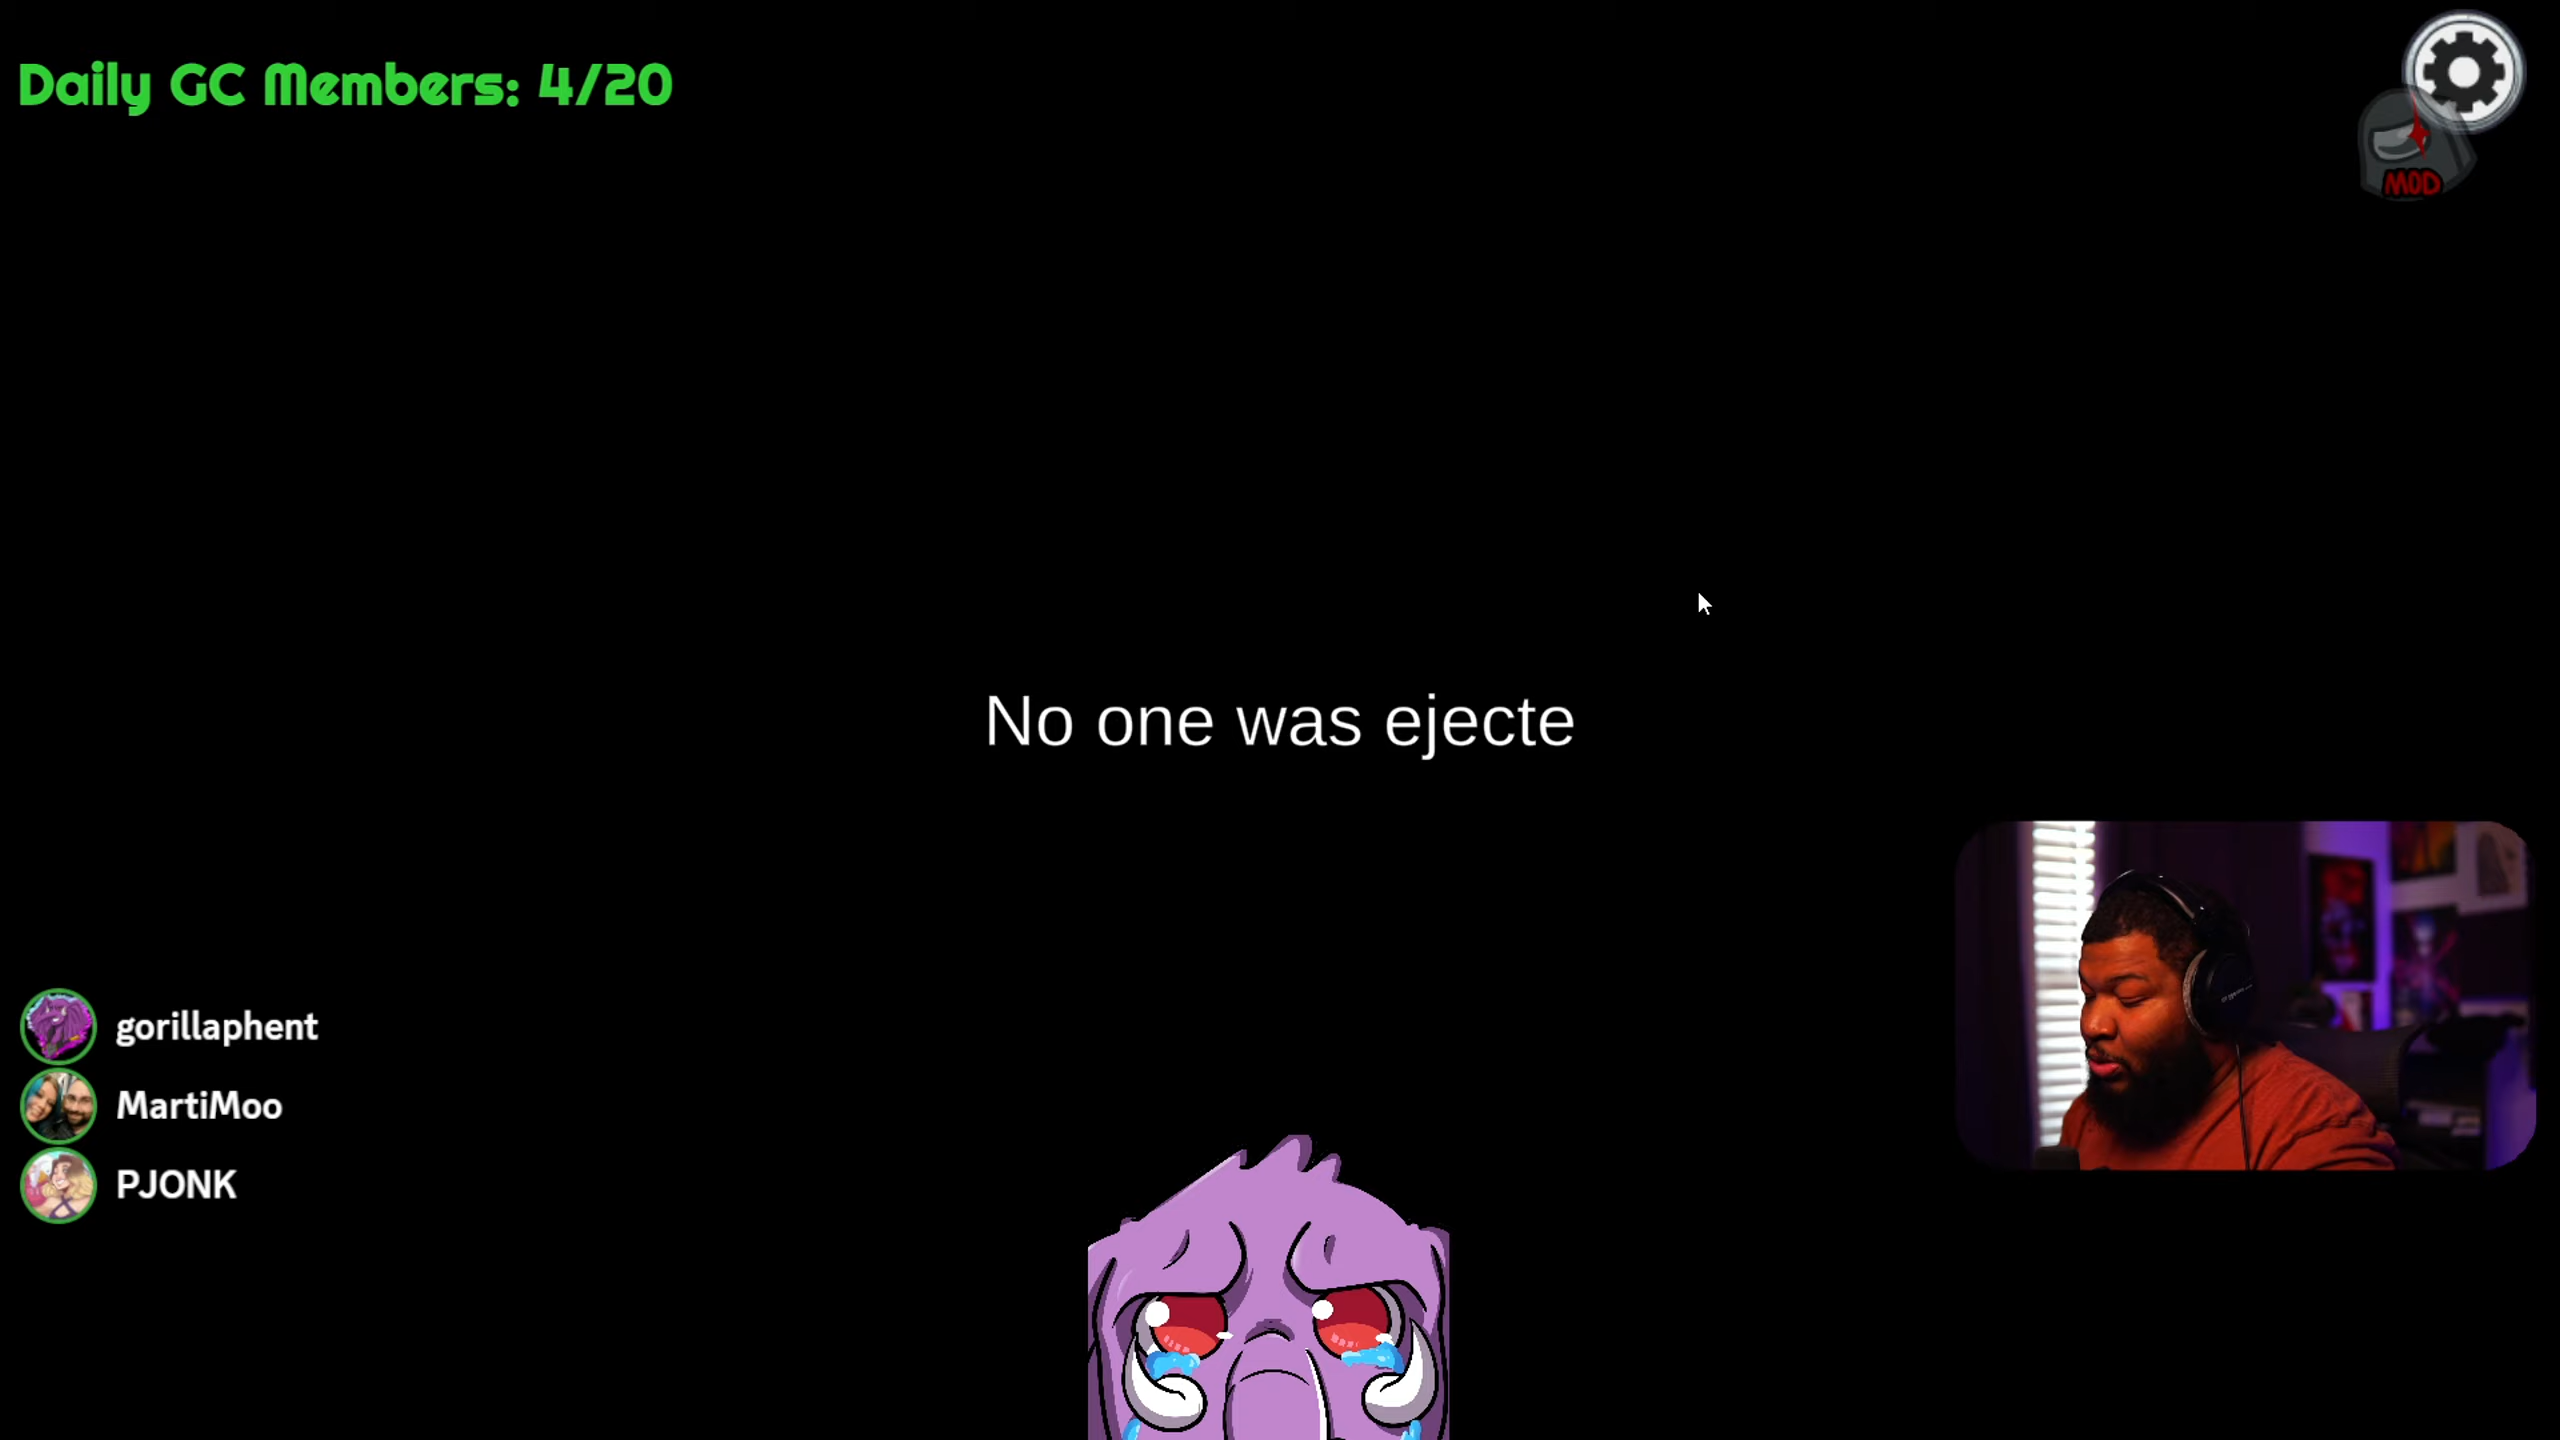 Daily GC Members: 4/20
MOD
No one was ejecte
gorillaphent
MartiMoo
PJONK